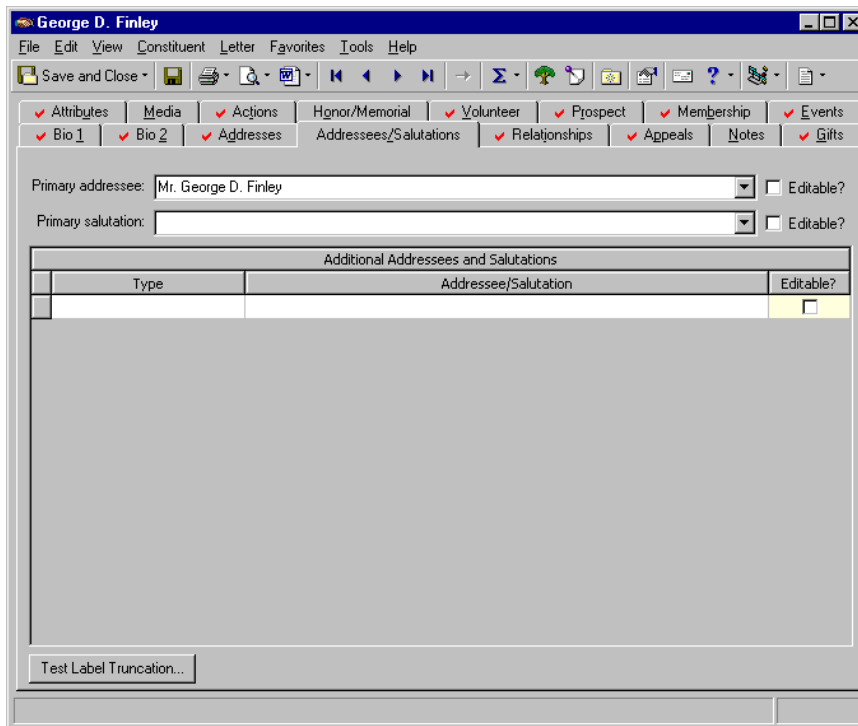 George D. Finley
File Edit View Constituent Letter Favorites Tools Help
Save and Close
Attributes Media Actions Honor/Memorial Volunteer Prospect Membership Events
Bio 1 Bio 2 Addresses Addressees/Salutations Relationships Appeals Notes Gifts
Primary addressee: Mr. George D. Finley Editable?
Primary salutation: Editable?
Additional Addressees and Salutations
Type Addressee/Salutation Editable?
Test Label Truncation...